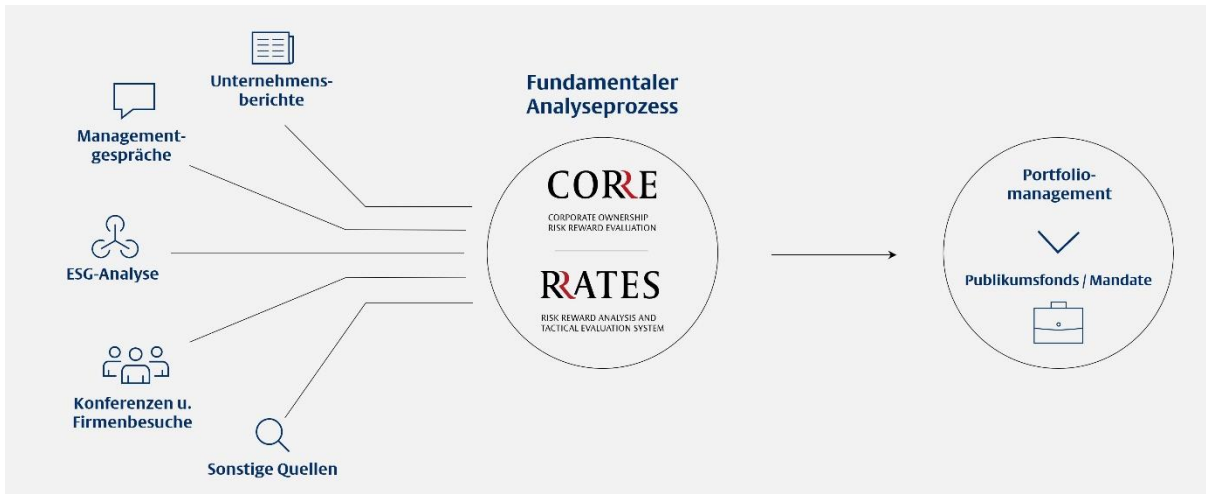 Unternehmens-
berichte
Management-
gespräche
ESG-Analyse
Konferenzen u.
Firmenbesuche
Sonstige Quellen
Fundamentaler
Analyseprozess
CORRE
CORPORATE OWNERSHIP
RISK REWARD EVALUATION
RRATES
RISK REWARD ANALYSIS AND
TACTICAL EVALUATION SYSTEM
Portfolio-
management
Publikumsfonds / Mandate